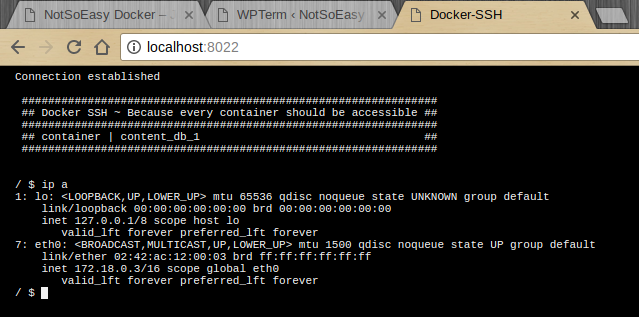 NotSoEasy Docker –
WPTerm ‹ NotSoEasy
Docker-SSH
localhost:8022
Connection established
###############################################################
## Docker SSH ~ Because every container should be accessible ##
###############################################################
## container | content_db_1                                  ##
###############################################################
/ $ ip a
1: lo: <LOOPBACK,UP,LOWER_UP> mtu 65536 qdisc noqueue state UNKNOWN group default
link/loopback 00:00:00:00:00:00 brd 00:00:00:00:00:00
inet 127.0.0.1/8 scope host lo
valid_lft forever preferred_lft forever
7: eth0: <BROADCAST,MULTICAST,UP,LOWER_UP> mtu 1500 qdisc noqueue state UP group default
link/ether 02:42:ac:12:00:03 brd ff:ff:ff:ff:ff:ff
inet 172.18.0.3/16 scope global eth0
valid_lft forever preferred_lft forever
/ $